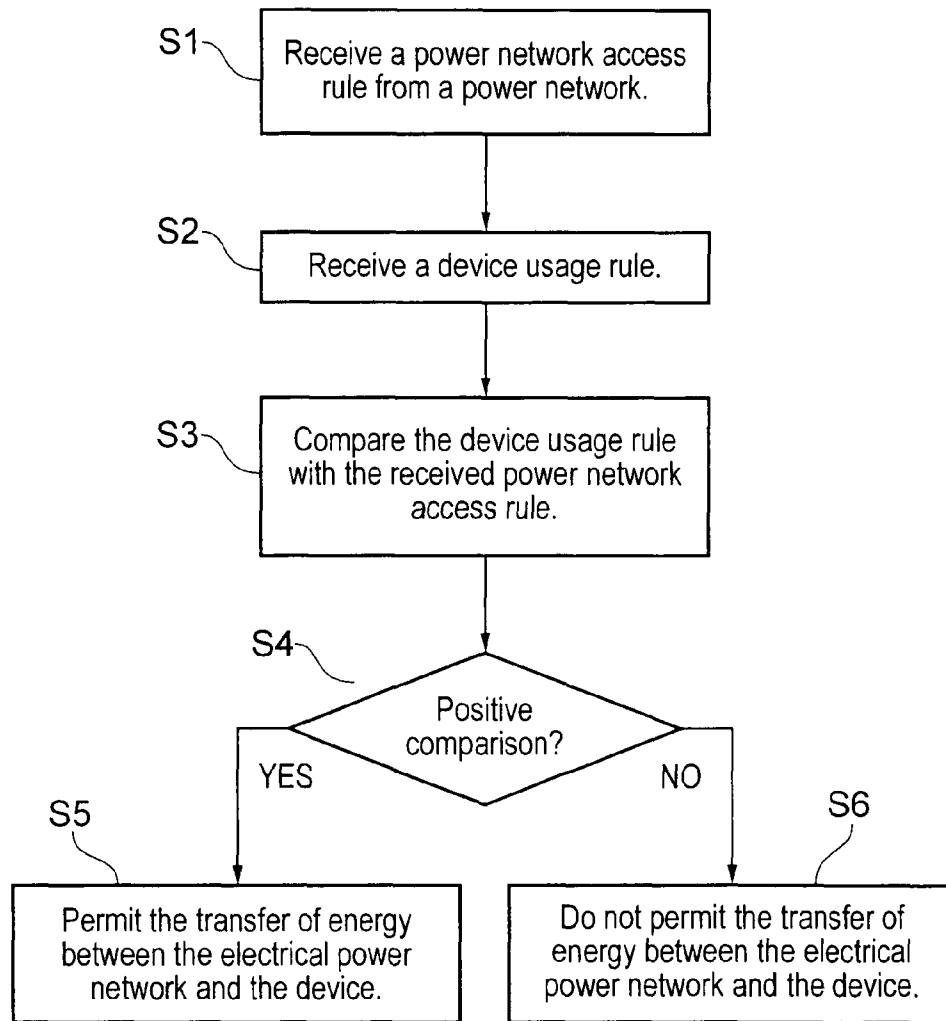 S1
Receive a power network access
rule from a power network.
S2
Receive a device usage rule.
S3
Compare the device usage rule
with the received power network
access rule.
S4
Positive
comparison?
YES
NO
S5
S6
Permit the transfer of energy
between the electrical power
network and the device.
Do not permit the transfer of
energy between the electrical
power network and the device.